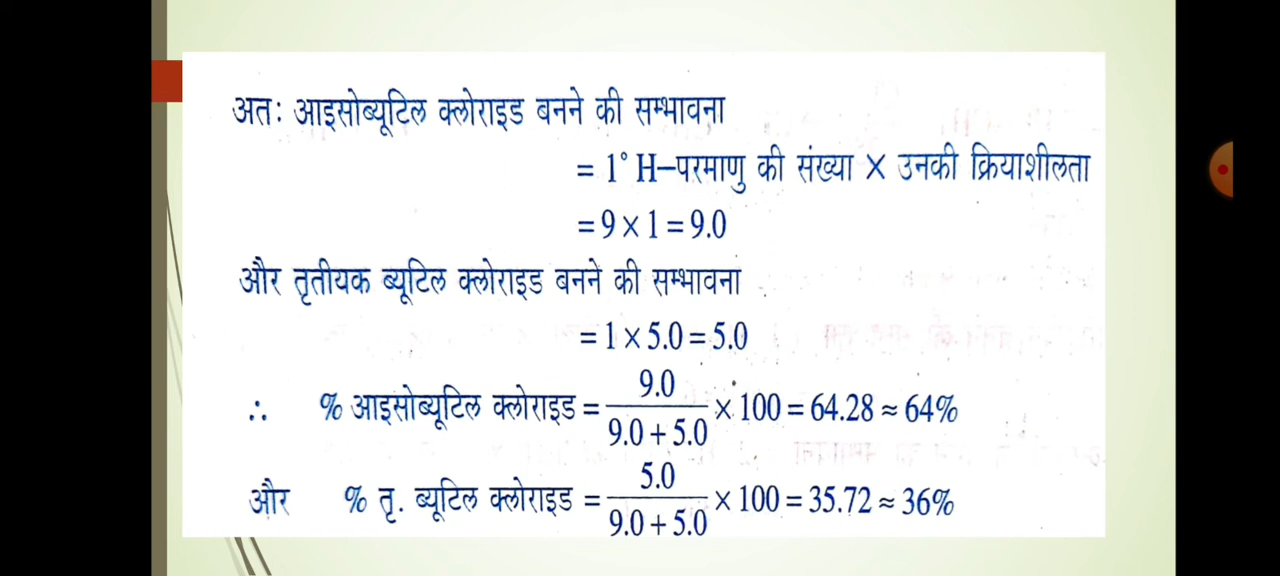 अतः आइसोब्यूटिल क्लोराइड बनने की सम्भावना
= 1° H–परमाणु की संख्या × उनकी क्रियाशीलता
= 9 × 1 = 9.0
और तृतीयक ब्यूटिल क्लोराइड बनने की सम्भावना
= 1 × 5.0 = 5.0
∴ % आइसोब्यूटिल क्लोराइड = 9.0 / (9.0 + 5.0) × 100 = 64.28 ≈ 64%
और % तृ. ब्यूटिल क्लोराइड = 5.0 / (9.0 + 5.0) × 100 = 35.72 ≈ 36%